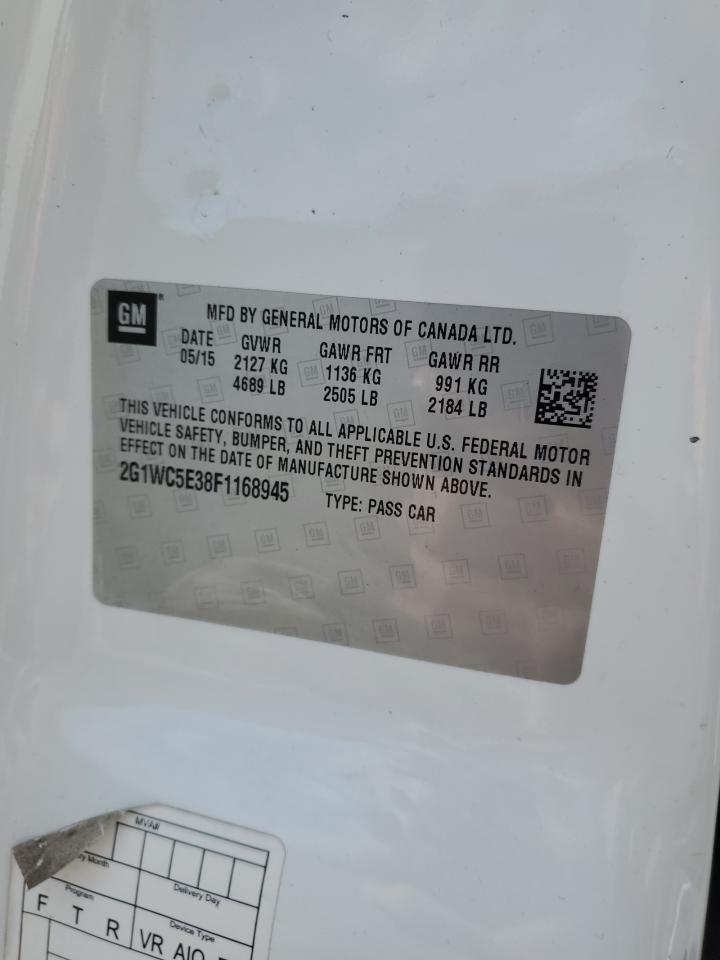 GM ®
MFD BY GENERAL MOTORS OF CANADA LTD.
DATE GVWR GAWR FRT GAWR RR
05/15 2127 KG 1136 KG 991 KG
4689 LB 2505 LB 2184 LB
THIS VEHICLE CONFORMS TO ALL APPLICABLE U.S. FEDERAL MOTOR
VEHICLE SAFETY, BUMPER, AND THEFT PREVENTION STANDARDS IN
EFFECT ON THE DATE OF MANUFACTURE SHOWN ABOVE.
2G1WC5E38F1168945 TYPE: PASS CAR
MVA#
Month Delivery Day
Program Device Type
F T R VR AIO